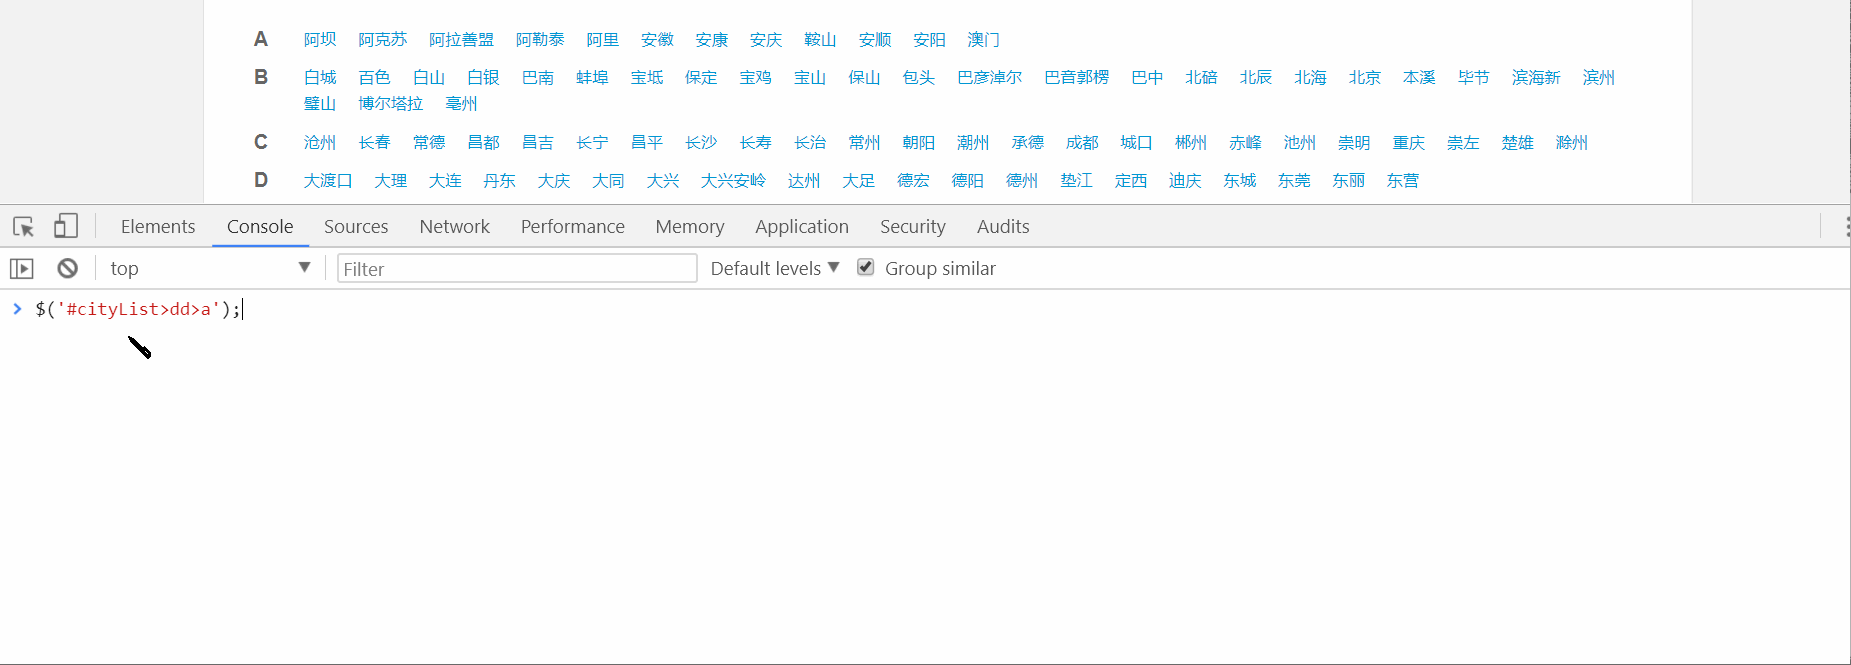 A 阿坝 阿克苏 阿拉善盟 阿勒泰 阿里 安徽 安康 安庆 鞍山 安顺 安阳 澳门
B 白城 百色 白山 白银 巴南 蚌埠 宝坻 保定 宝鸡 宝山 保山 包头 巴彦淖尔 巴音郭楞 巴中 北碚 北辰 北海 北京 本溪 毕节 滨海新 滨州
璧山 博尔塔拉 亳州
C 沧州 长春 常德 昌都 昌吉 长宁 昌平 长沙 长寿 长治 常州 朝阳 潮州 承德 成都 城口 郴州 赤峰 池州 崇明 重庆 崇左 楚雄 滁州
D 大渡口 大理 大连 丹东 大庆 大同 大兴 大兴安岭 达州 大足 德宏 德阳 德州 垫江 定西 迪庆 东城 东莞 东丽 东营
Elements Console Sources Network Performance Memory Application Security Audits
top Filter Default levels Group similar
$('#cityList>dd>a');